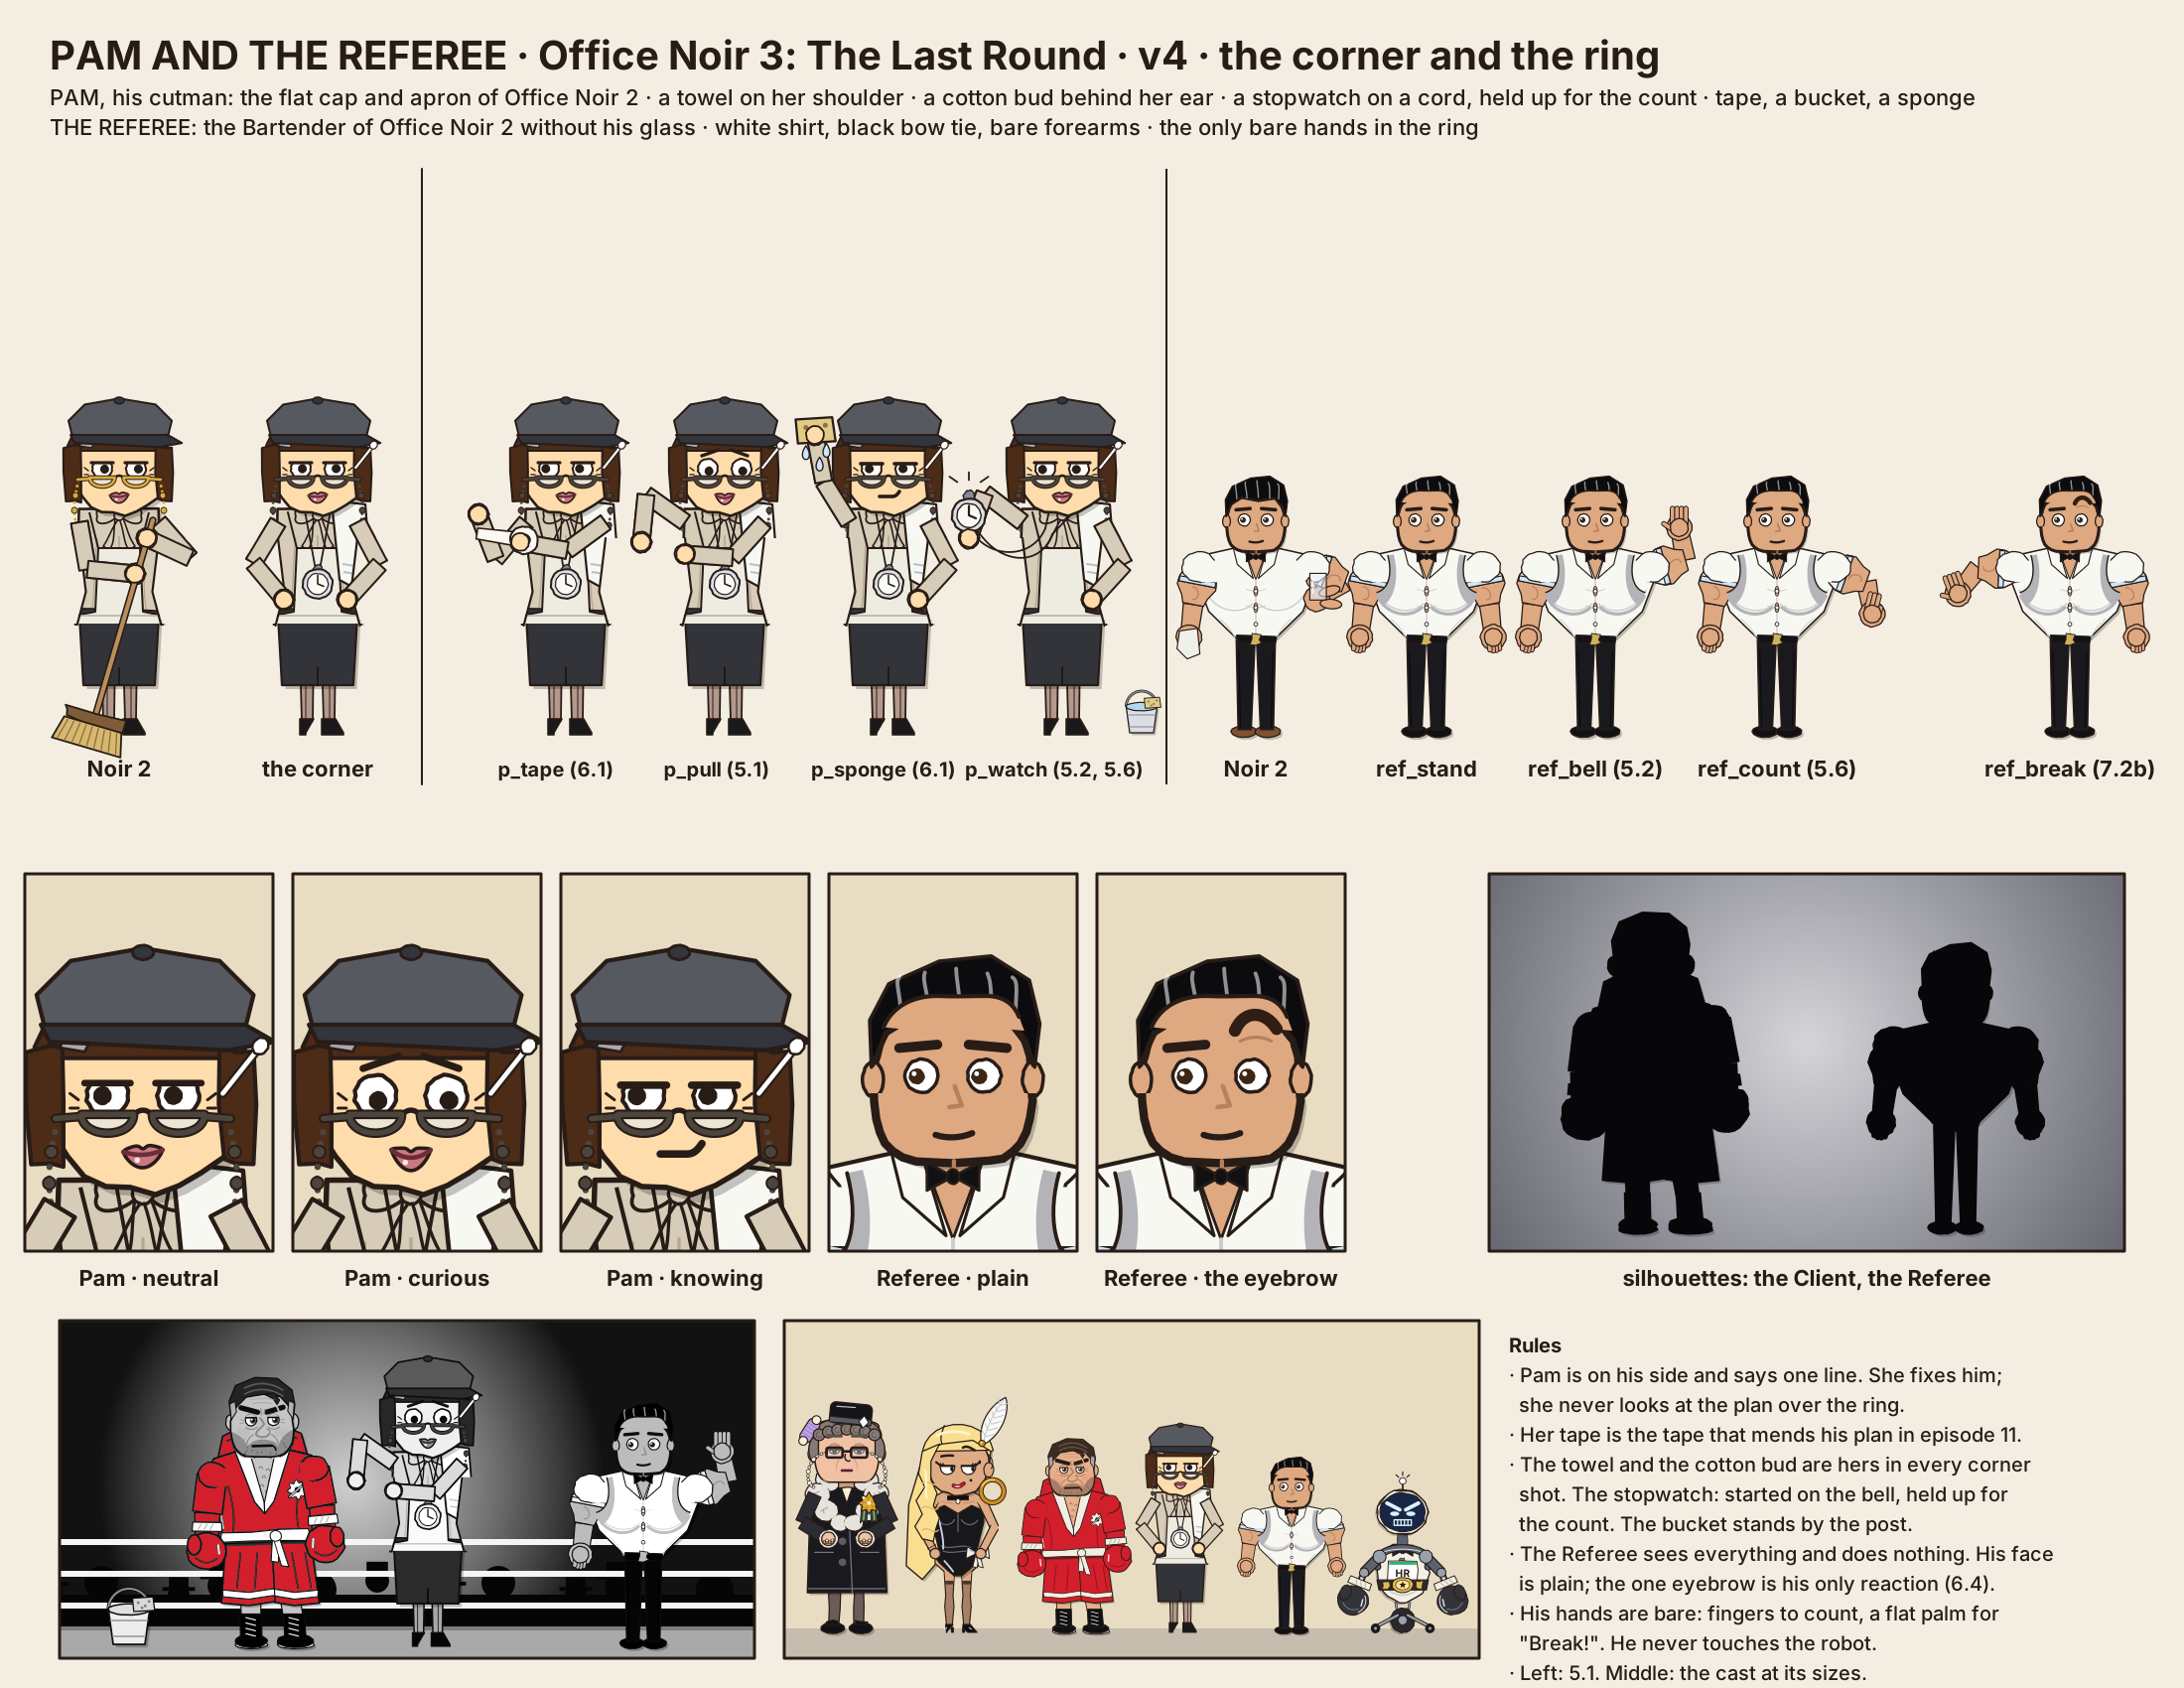 PAM AND THE REFEREE · Office Noir 3: The Last Round · v4 · the corner and the ring
PAM, his cutman: the flat cap and apron of Office Noir 2 · a towel on her shoulder · a cotton bud behind her ear · a stopwatch on a cord, held up for the count · tape, a bucket, a sponge
THE REFEREE: the Bartender of Office Noir 2 without his glass · white shirt, black bow tie, bare forearms · the only bare hands in the ring
Noir 2
the corner
p_tape (6.1)
p_pull (5.1)
p_sponge (6.1)
p_watch (5.2, 5.6)
Noir 2
ref_stand
ref_bell (5.2)
ref_count (5.6)
ref_break (7.2b)
Pam · neutral
Pam · curious
Pam · knowing
Referee · plain
Referee · the eyebrow
silhouettes: the Client, the Referee
HR
Rules
· Pam is on his side and says one line. She fixes him;
she never looks at the plan over the ring.
· Her tape is the tape that mends his plan in episode 11.
· The towel and the cotton bud are hers in every corner
shot. The stopwatch: started on the bell, held up for
the count. The bucket stands by the post.
· The Referee sees everything and does nothing. His face
is plain; the one eyebrow is his only reaction (6.4).
· His hands are bare: fingers to count, a flat palm for
"Break!". He never touches the robot.
· Left: 5.1. Middle: the cast at its sizes.